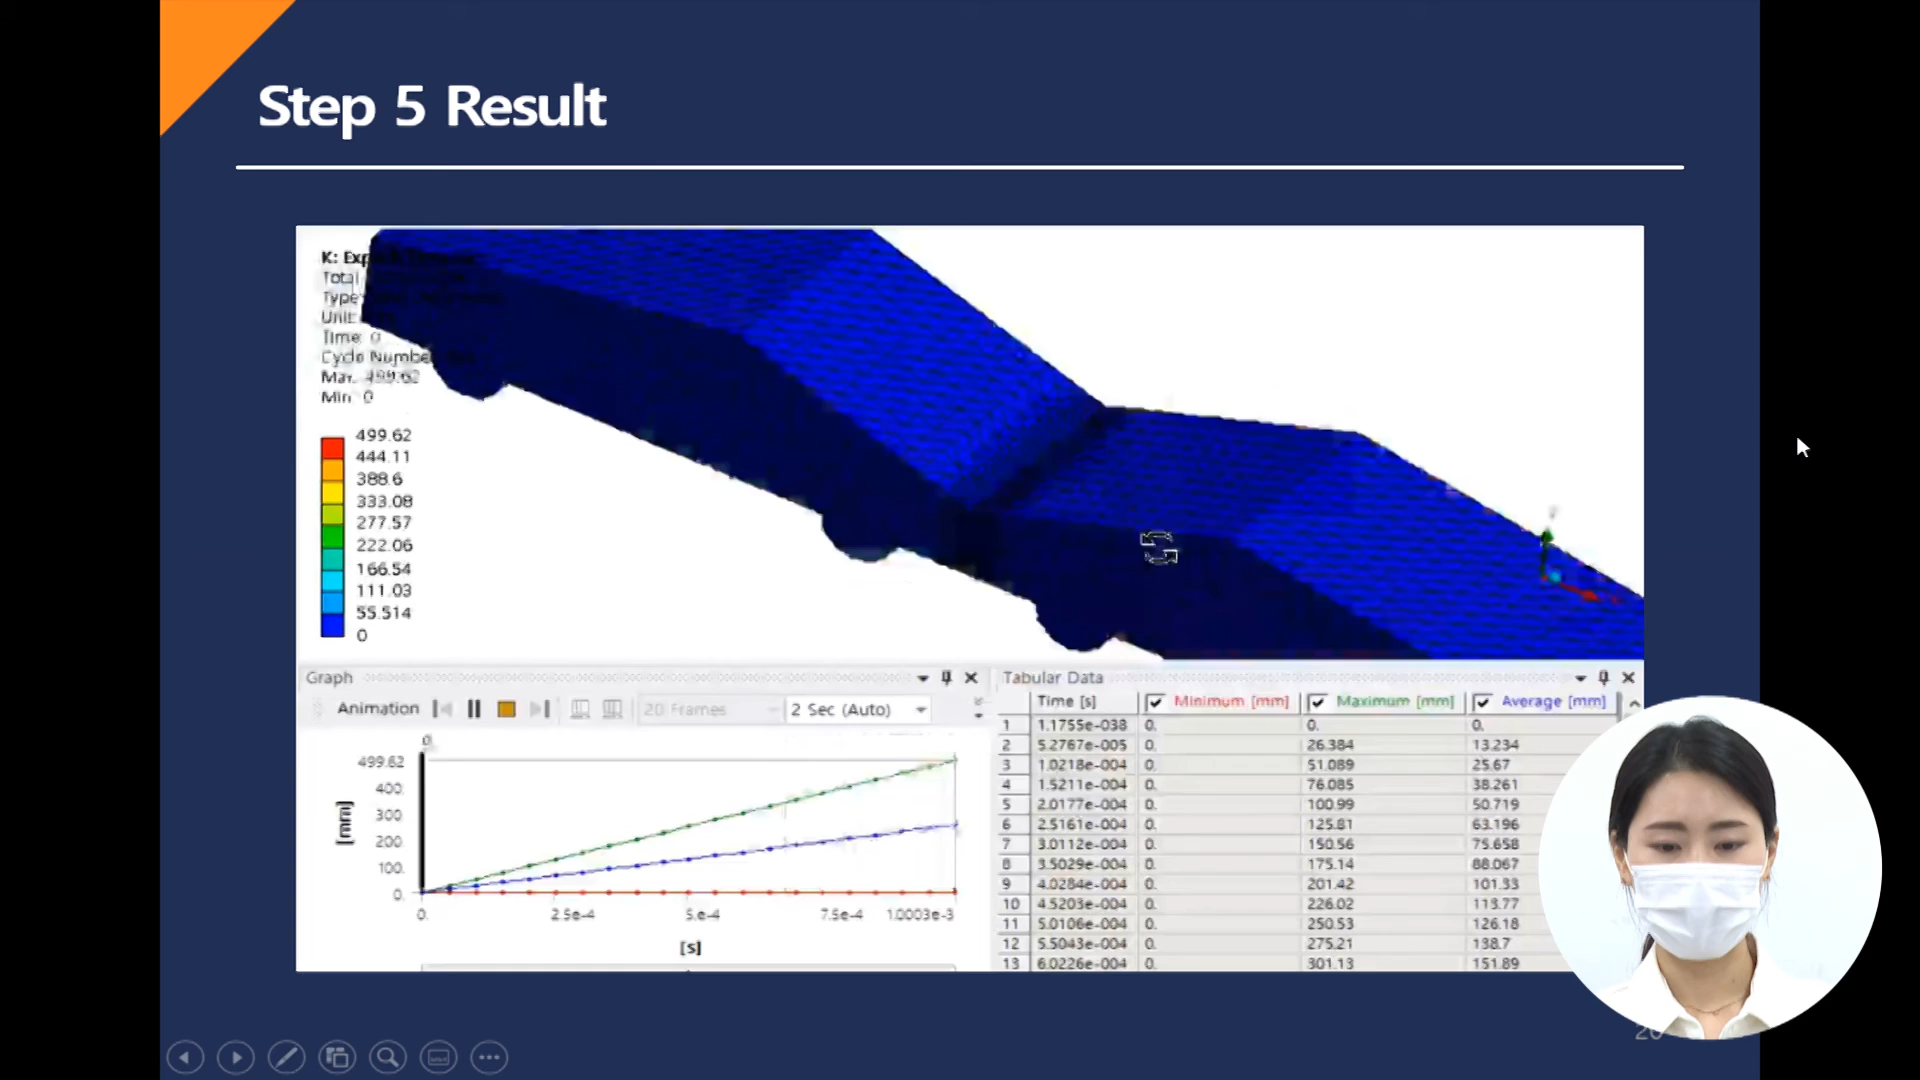 Step 5 Result
K: Exp
Total
Type:
Unit:
Time: 0
Cycle Number
Max: 499.62
Min: 0
499.62
444.11
388.6
333.08
277.57
222.06
166.54
111.03
55.514
0
Graph
Animation 20 Frames 2 Sec (Auto)
0.
499.62
400.
300.
200.
100.
0.
[mm]
0. 2.5e-4 5.e-4 7.5e-4 1.0003e-3
[s]
Tabular Data
Time [s] Minimum [mm] Maximum [mm] Average [mm]
1 1.1755e-038 0. 0. 0.
2 5.2767e-005 0. 26.384 13.234
3 1.0218e-004 0. 51.089 25.67
4 1.5211e-004 0. 76.085 38.261
5 2.0177e-004 0. 100.99 50.719
6 2.5161e-004 0. 125.81 63.196
7 3.0112e-004 0. 150.56 75.658
8 3.5029e-004 0. 175.14 88.067
9 4.0284e-004 0. 201.42 101.33
10 4.5203e-004 0. 226.02 113.77
11 5.0106e-004 0. 250.53 126.18
12 5.5043e-004 0. 275.21 138.7
13 6.0226e-004 0. 301.13 151.89